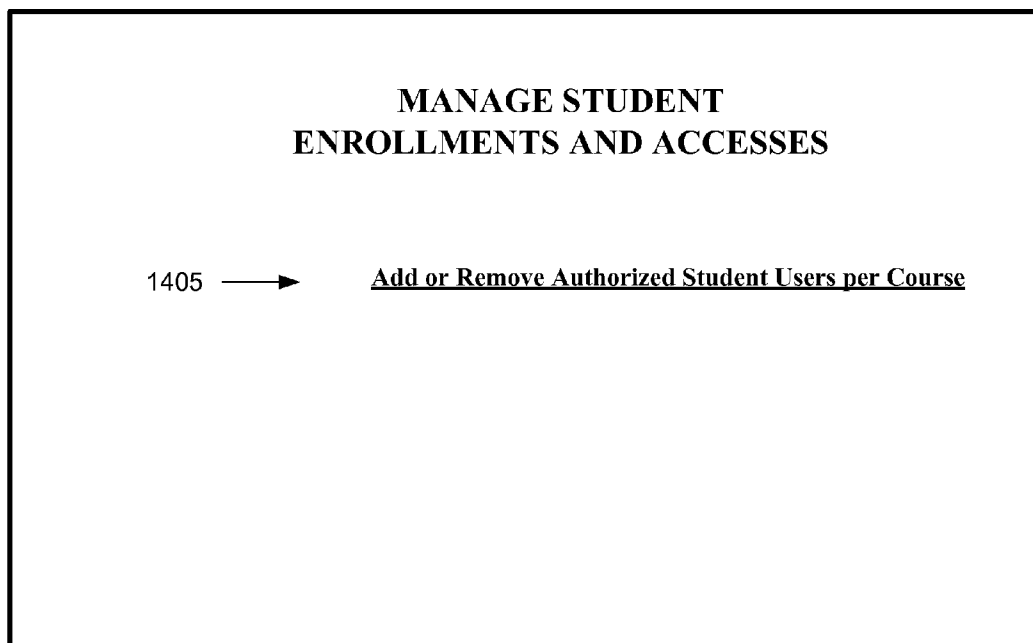 MANAGE STUDENT
ENROLLMENTS AND ACCESSES
1405 Add or Remove Authorized Student Users per Course